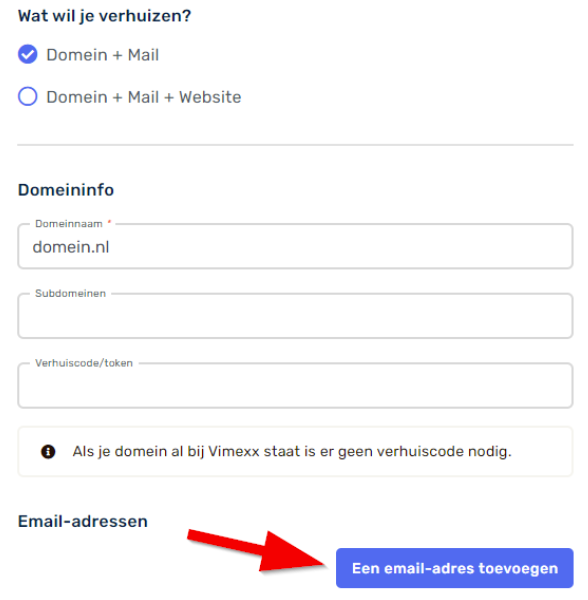 Wat wil je verhuizen?
Domein + Mail
Domein + Mail + Website
Domeininfo
Domeinnaam *
domein.nl
Subdomeinen
Verhuiscode/token
Als je domein al bij Vimexx staat is er geen verhuiscode nodig.
Email-adressen
Een email-adres toevoegen